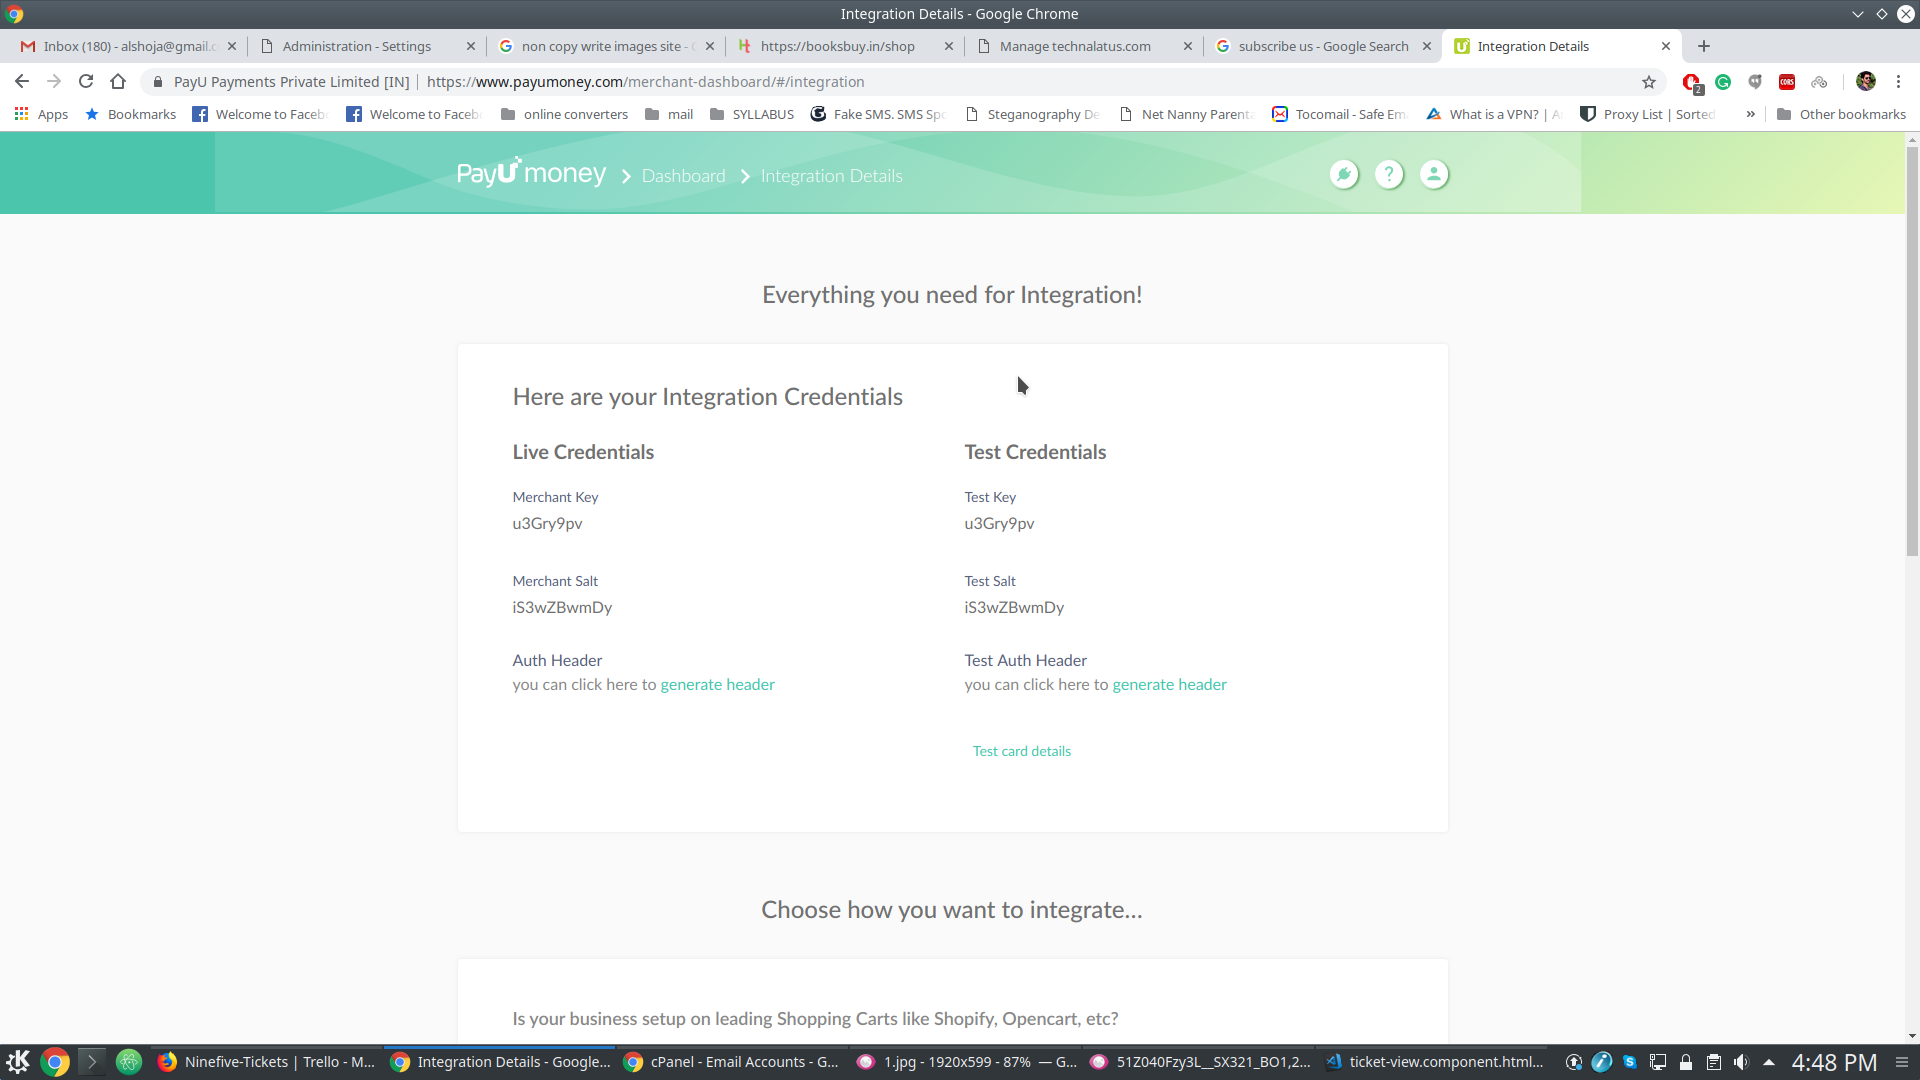 Integration Details - Google Chrome
Inbox (180) - alshoja@gmail.c
Administration - Settings
non copy write images site -
https://booksbuy.in/shop
Manage technalatus.com
subscribe us - Google Search
Integration Details
PayU Payments Private Limited [IN]
https://www.payumoney.com/merchant-dashboard/#/integration
2
CORS
Apps
Bookmarks
Welcome to Faceb
Welcome to Faceb
online converters
mail
SYLLABUS
Fake SMS. SMS Spo
Steganography De
Net Nanny Parenta
Tocomail - Safe Em
What is a VPN? |
Proxy List | Sorted
»
Other bookmarks
PayUmoney
Dashboard
Integration Details
?
Everything you need for Integration!
Here are your Integration Credentials
Live Credentials
Test Credentials
Merchant Key
Test Key
u3Gry9pv
u3Gry9pv
Merchant Salt
Test Salt
iS3wZBwmDy
iS3wZBwmDy
Auth Header
Test Auth Header
you can click here to generate header
you can click here to generate header
Test card details
Choose how you want to integrate...
Is your business setup on leading Shopping Carts like Shopify, Opencart, etc?
Ninefive-Tickets | Trello - M...
Integration Details - Google...
cPanel - Email Accounts - G...
1.jpg - 1920x599 - 87% — G...
51Z040Fzy3L__SX321_BO1,2...
ticket-view.component.html...
4:48 PM